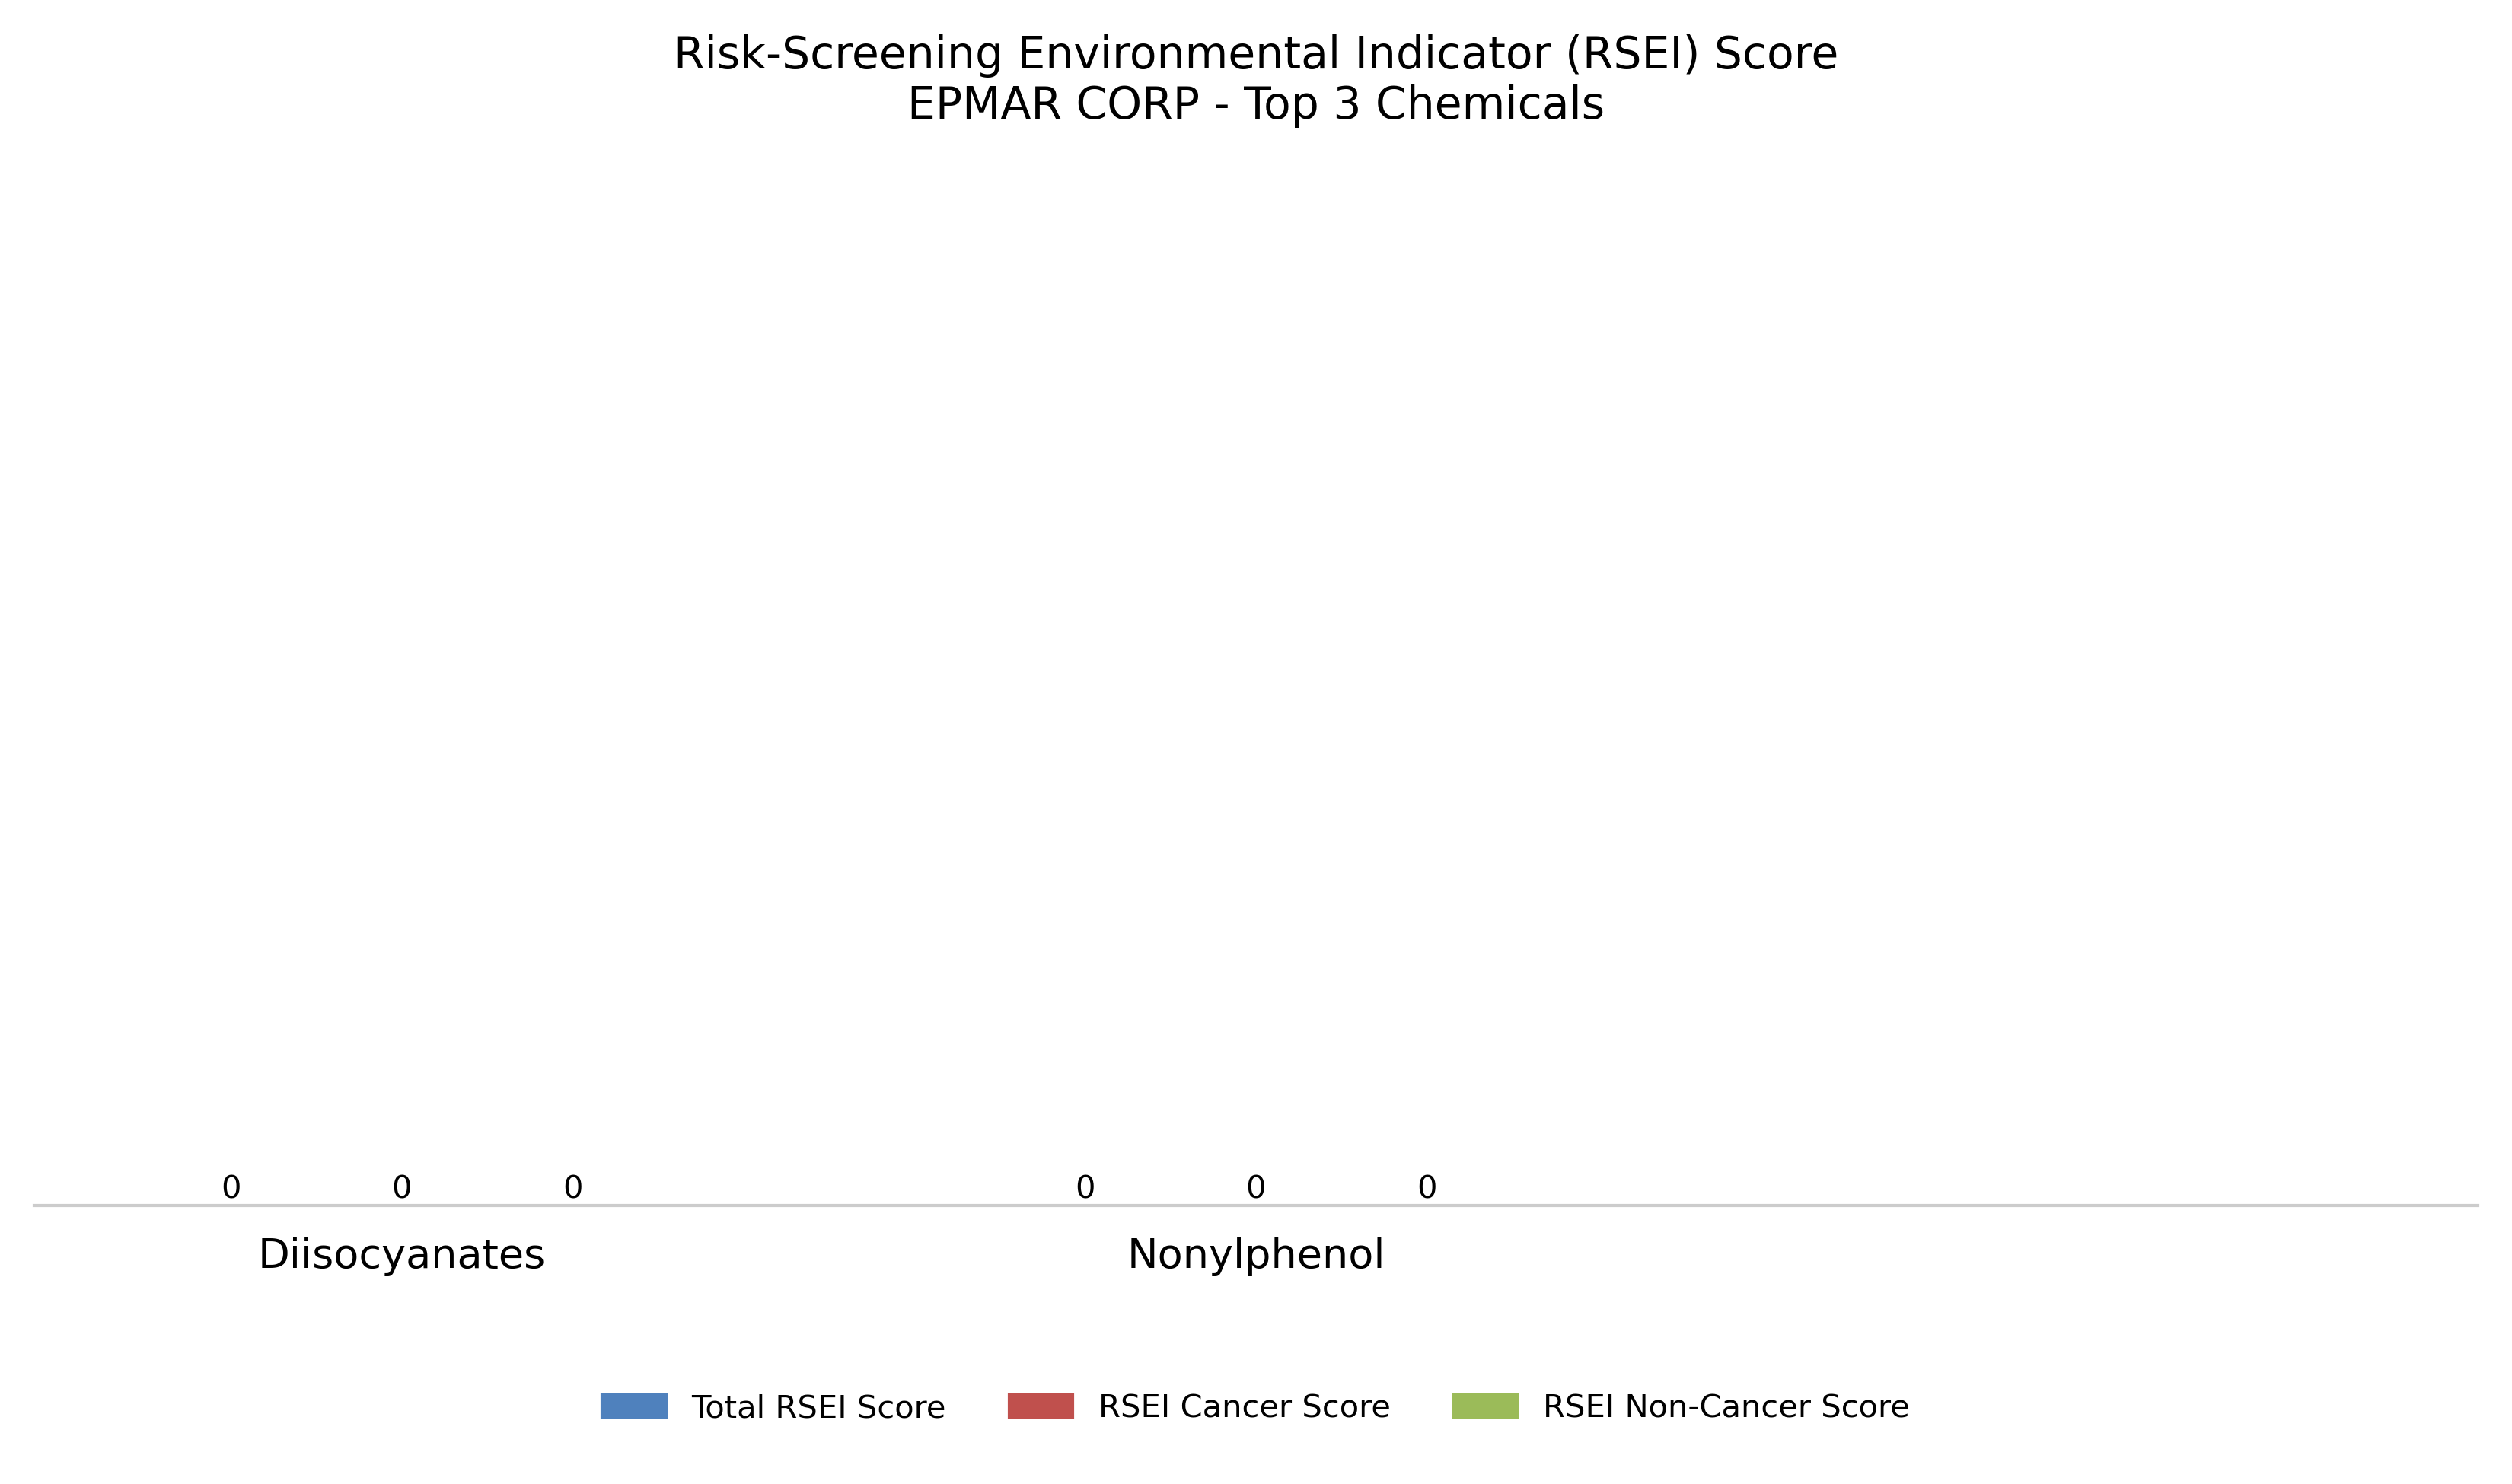 Risk-Screening Environmental Indicator (RSEI) Score
EPMAR CORP - Top 3 Chemicals
0 0 0 0 0 0
Diisocyanates Nonylphenol
Total RSEI Score RSEI Cancer Score RSEI Non-Cancer Score